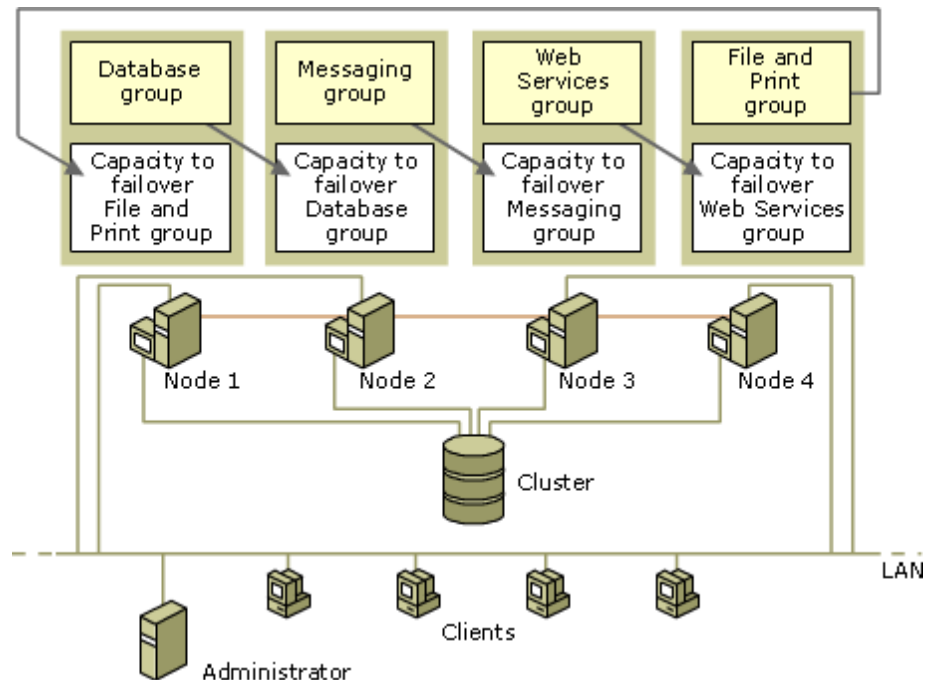 Database
group
Messaging
group
Web
Services
group
File and
Print
group
Capacity to
failover
File and
Print group
Capacity to
failover
Database
group
Capacity to
failover
Messaging
group
Capacity to
failover
Web Services
group
Node 1
Node 2
Node 3
Node 4
Cluster
LAN
Clients
Administrator